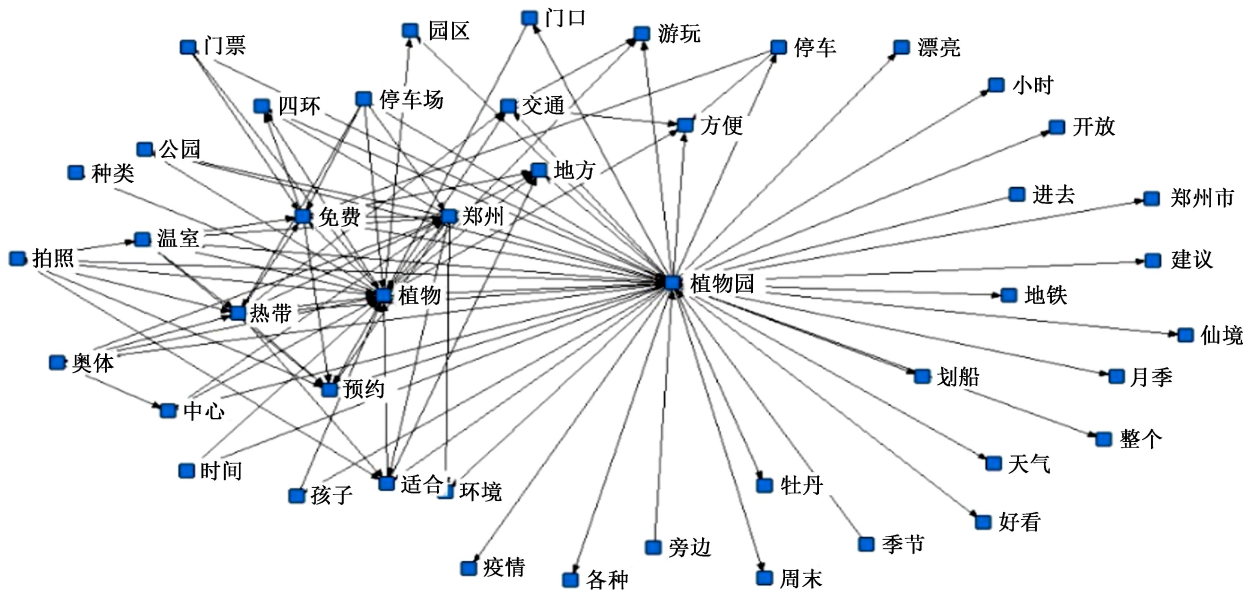 门口
园区
游玩
门票
停车
漂亮
小时
停车场
四环
交通
方便
开放
公园
种类
地方
进去
郑州市
免费
郑州
温室
拍照
建议
植物园
植物
地铁
热带
仙境
奥体
划船
月季
预约
中心
整个
时间
天气
适合
牡丹
孩子
环境
好看
季节
旁边
疫情
各种
周末